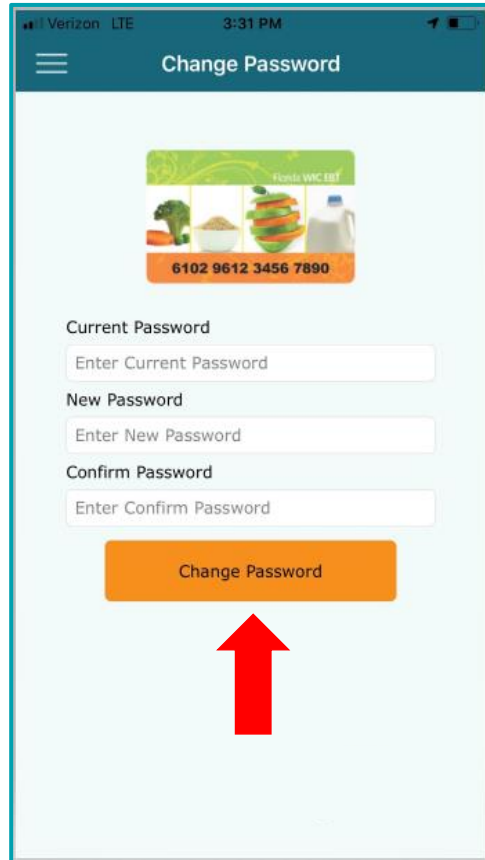 Verizon LTE 3:31 PM
Change Password
Florida WIC EBT
6102 9612 3456 7890
Current Password
Enter Current Password
New Password
Enter New Password
Confirm Password
Enter Confirm Password
Change Password